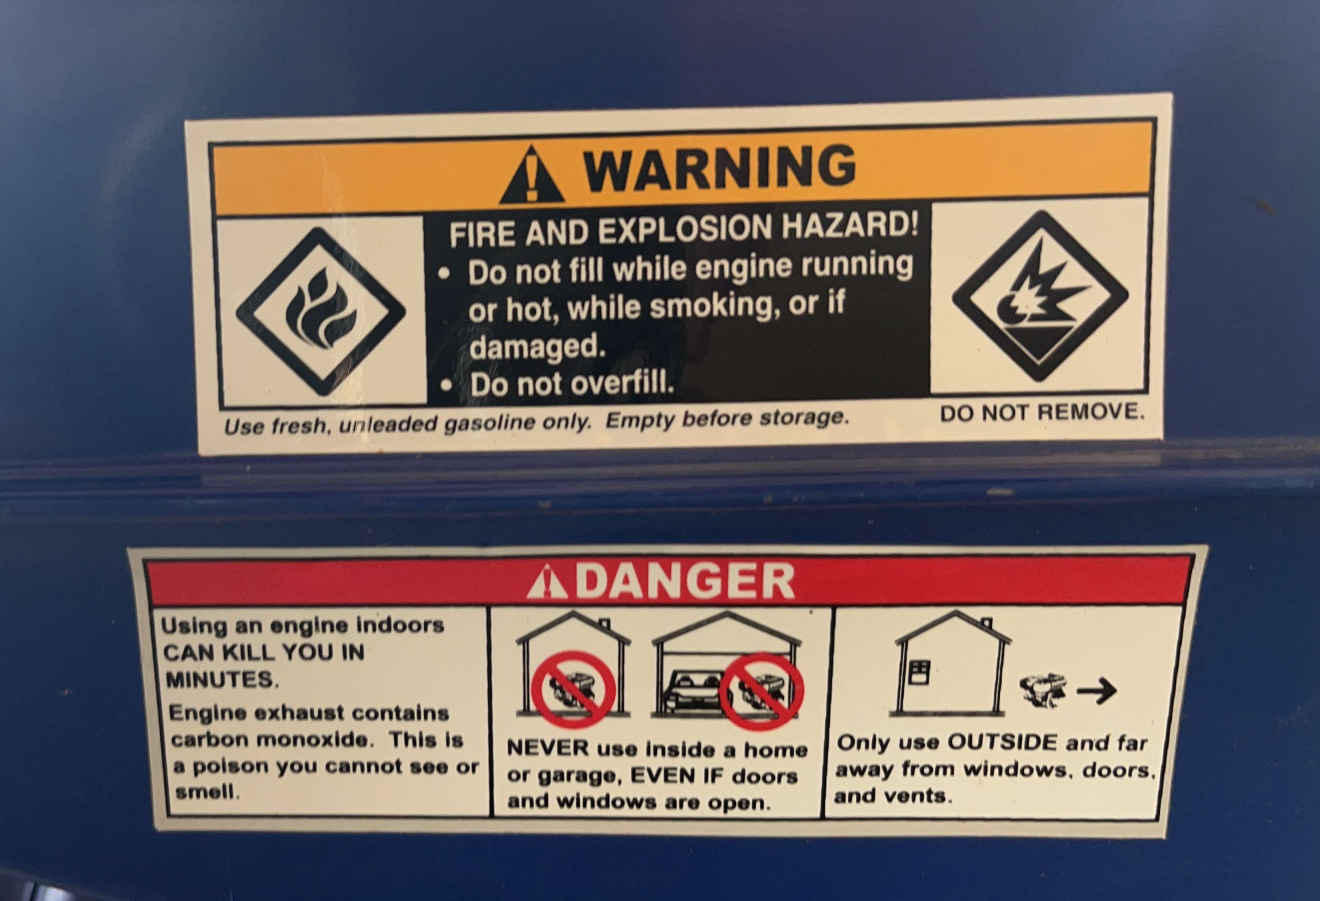 WARNING
FIRE AND EXPLOSION HAZARD!
• Do not fill while engine running
or hot, while smoking, or if
damaged.
• Do not overfill.
Use fresh, unleaded gasoline only. Empty before storage.
DO NOT REMOVE.
DANGER
Using an engine indoors
CAN KILL YOU IN
MINUTES.
Engine exhaust contains
carbon monoxide. This is
a poison you cannot see or
smell.
NEVER use inside a home
or garage, EVEN IF doors
and windows are open.
Only use OUTSIDE and far
away from windows, doors,
and vents.